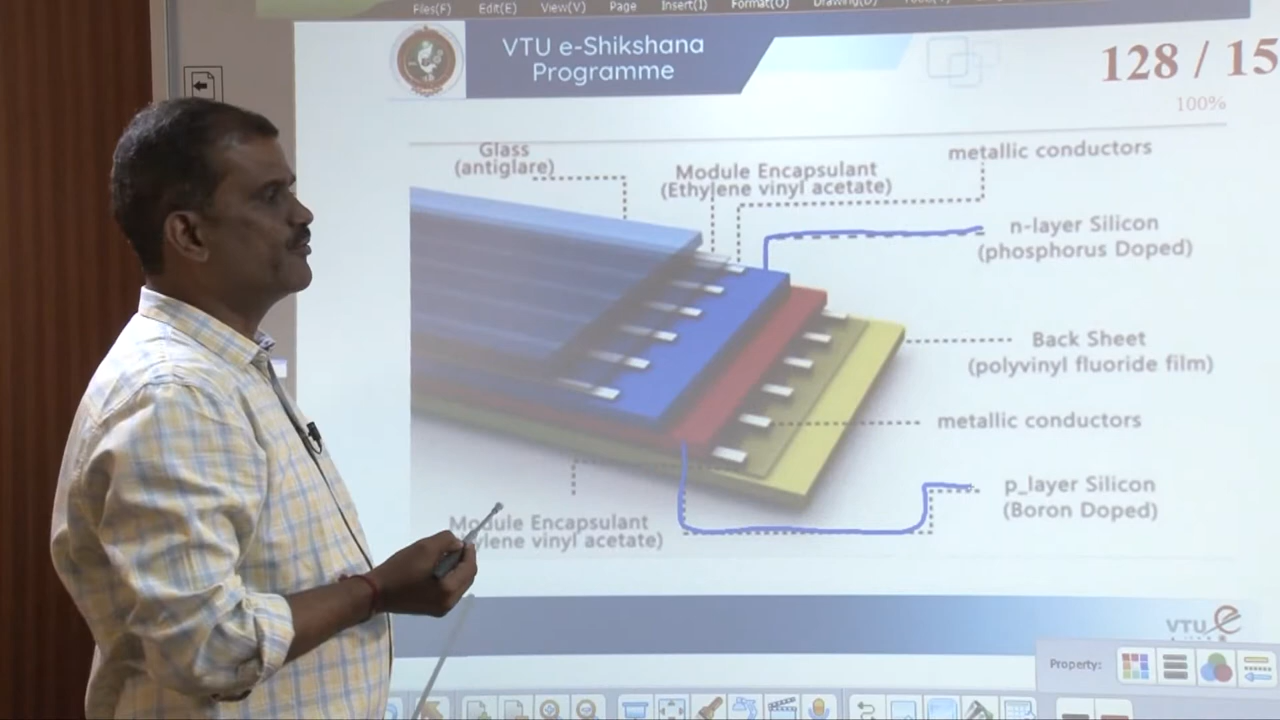 Files(F) Edit(E) View(V) Page Insert(I) Format(O) Drawing(D)
VTU e-Shikshana
Programme
128 / 15
100%
Glass
(antiglare)
Module Encapsulant
(Ethylene vinyl acetate)
metallic conductors
n-layer Silicon
(phosphorus Doped)
Back Sheet
(polyvinyl fluoride film)
metallic conductors
p_layer Silicon
(Boron Doped)
Module Encapsulant
ylene vinyl acetate)
VTU e
Property: